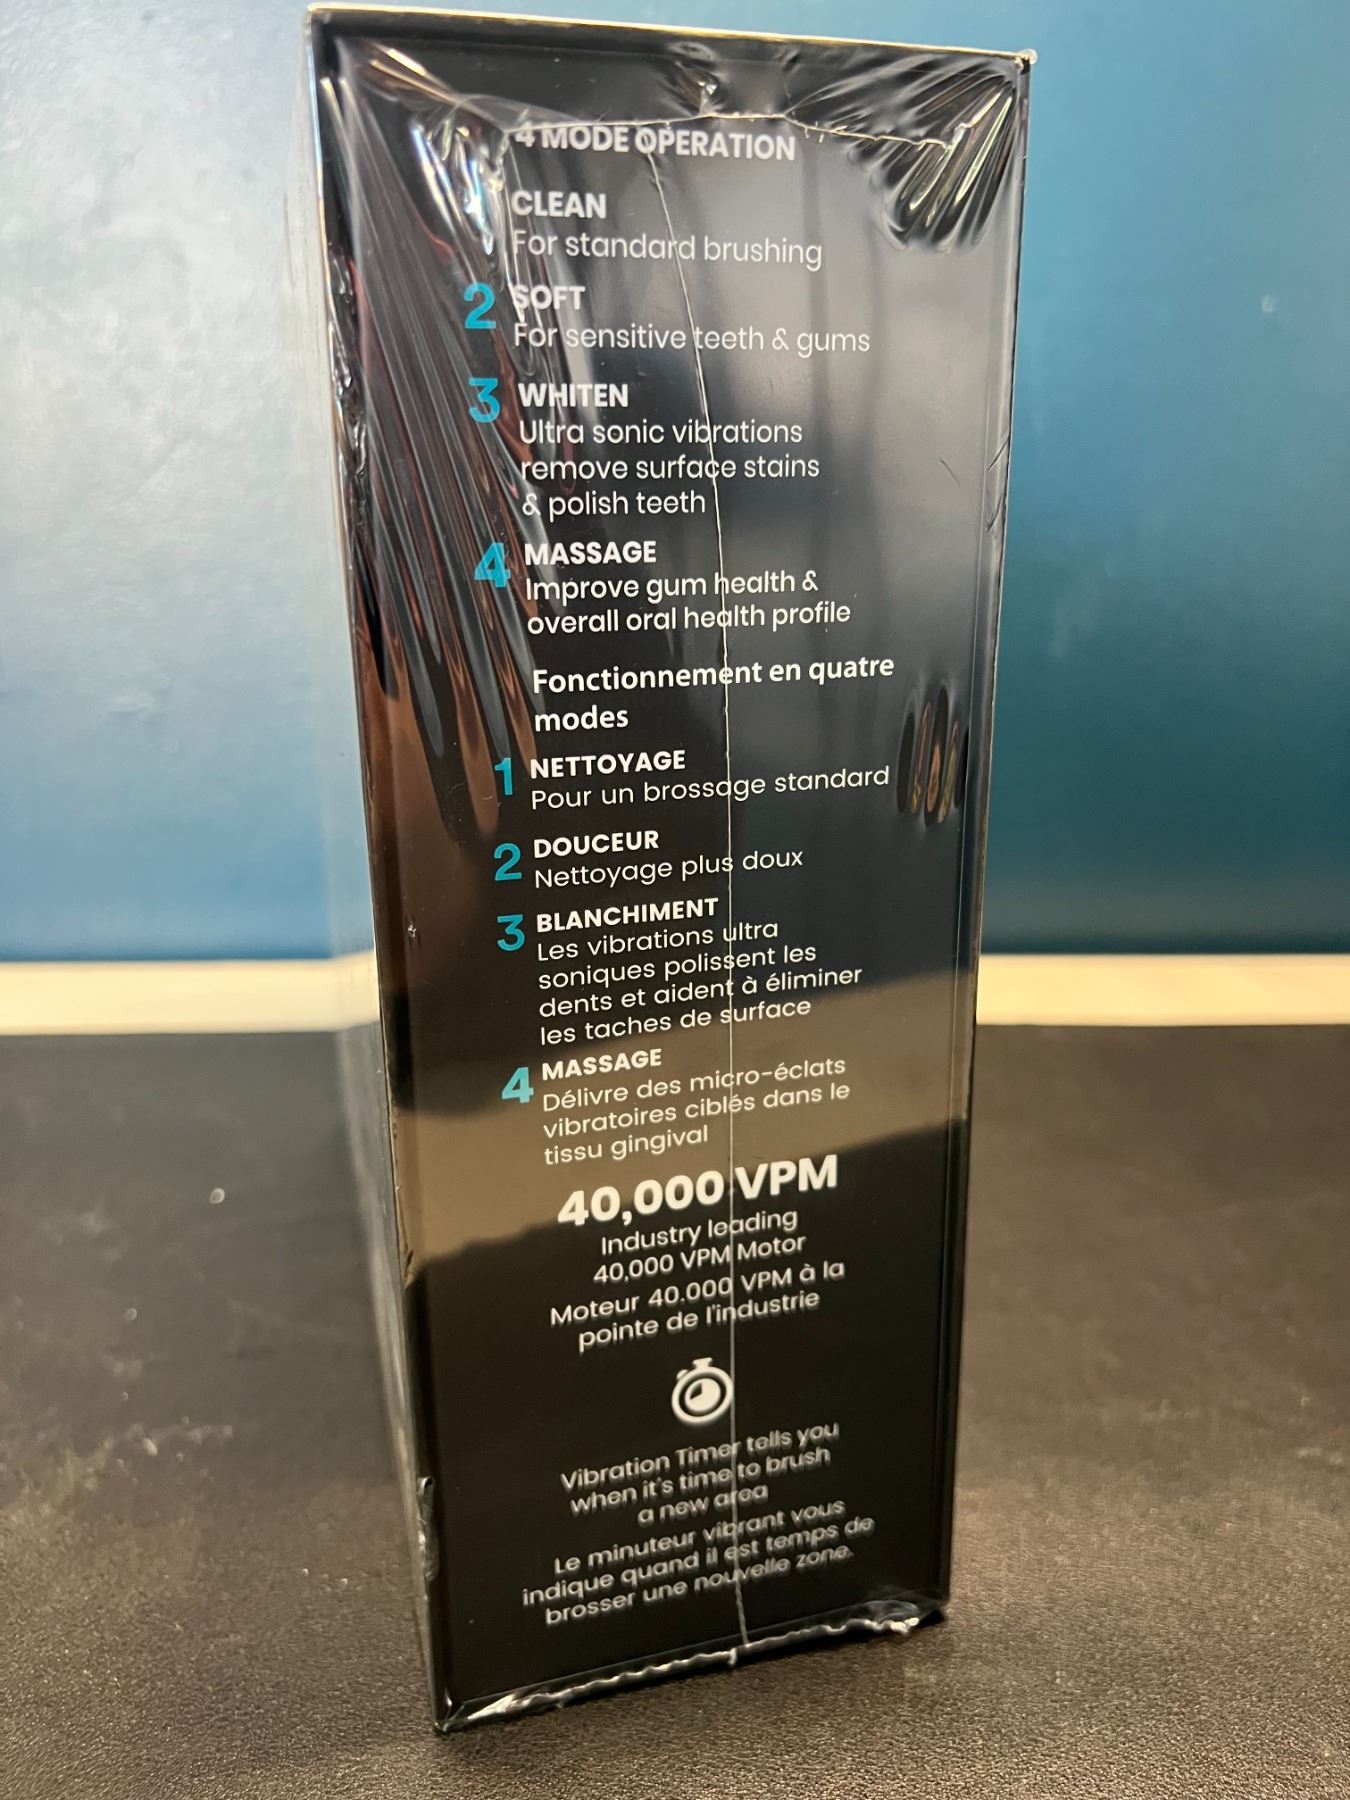 4 MODE OPERATION
CLEAN
For standard brushing
2 SOFT
For sensitive teeth & gums
3 WHITEN
Ultra sonic vibrations
remove surface stains
& polish teeth
4 MASSAGE
Improve gum health &
overall oral health profile
Fonctionnement en quatre
modes
1 NETTOYAGE
Pour un brossage standard
2 DOUCEUR
Nettoyage plus doux
3 BLANCHIMENT
Les vibrations ultra
soniques polissent les
dents et aident à éliminer
les taches de surface
4 MASSAGE
Délivre des micro-éclats
vibratoires ciblés dans le
tissu gingival
40,000 VPM
Industry leading
40,000 VPM Motor
Moteur 40.000 VPM à la
pointe de l'industrie
Vibration Timer tells you
when it's time to brush
a new area
Le minuteur vibrant vous
indique quand il est temps de
brosser une nouvelle zone.